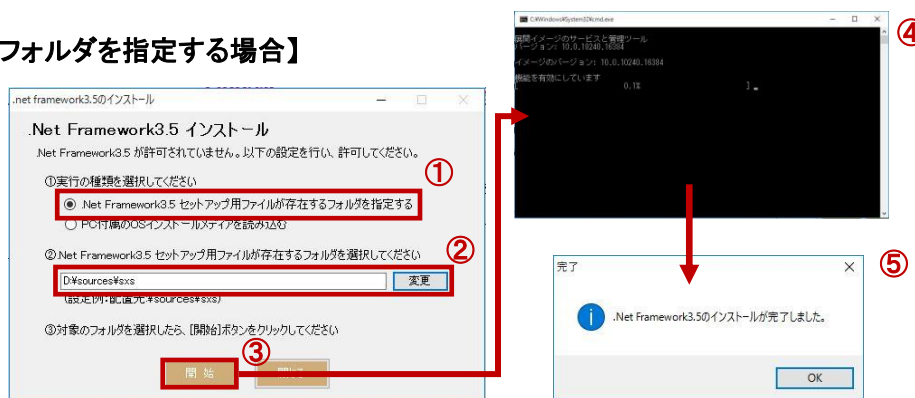 フォルダを指定する場合】
.net framework3.5のインストール
.Net Framework3.5 インストール
.Net Framework3.5 が許可されていません。以下の設定を行い、許可してください。
①
①実行の種類を選択してください
.Net Framework3.5 セットアップ用ファイルが存在するフォルダを指定する
PC付属のOSインストールメディアを読み込む
②
②.Net Framework3.5 セットアップ用ファイルが存在するフォルダを選択してください
D:¥sources¥sxs
変更
(設定例:配置先:¥sources¥sxs)
③対象のフォルダを選択したら、[開始]ボタンをクリックしてください
③
開 始
④
C:¥Windows¥System32¥cmd.exe
展開イメージのサービスと管理ツール
バージョン: 10.0.10240.16384
イメージのバージョン: 10.0.10240.16384
機能を有効にしています
[ 0.1% ]
⑤
完了
.Net Framework3.5のインストールが完了しました。
OK